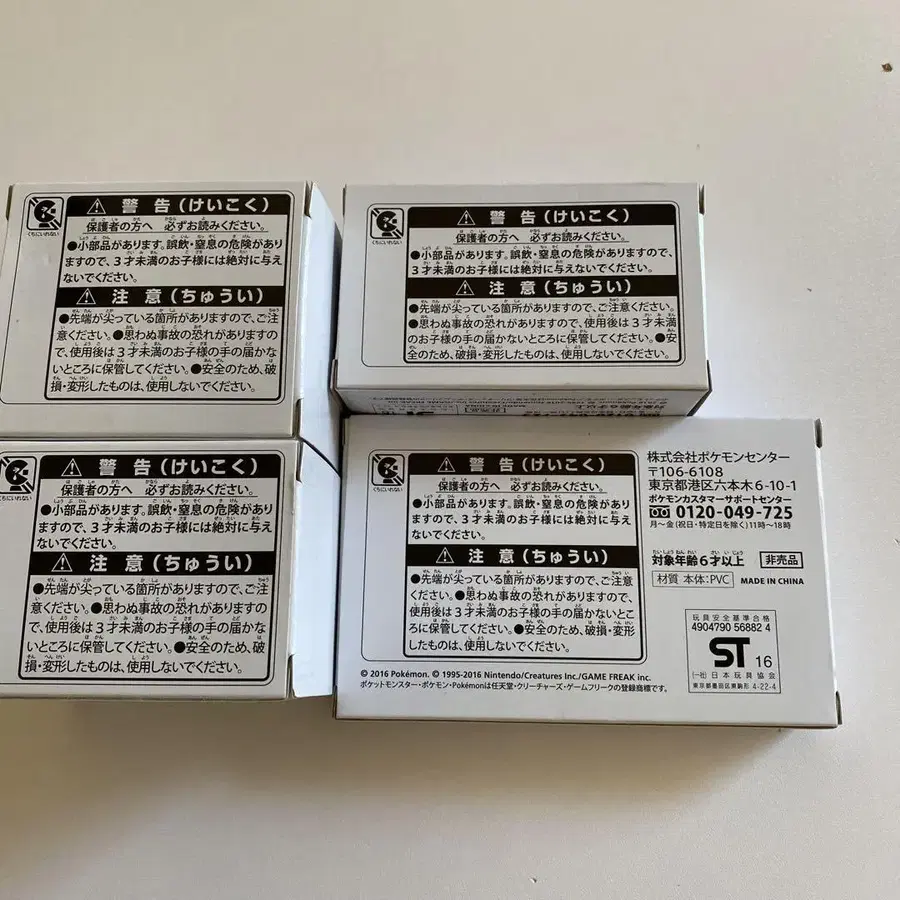 くちにいれない
⚠ 警告（けいこく）
保護者の方へ 必ずお読みください。
●小部品があります。誤飲・窒息の危険があり
ますので、3才未満のお子様には絶対に与え
ないでください。
⚠ 注意（ちゅうい）
●先端が尖っている箇所がありますので、ご注
意ください。●思わぬ事故の恐れがありますの
で、使用後は3才未満のお子様の手の届かない
ところに保管してください。●安全のため、破
損・変形したものは、使用しないでください。
くちにいれない
⚠ 警告（けいこく）
保護者の方へ 必ずお読みください。
●小部品があります。誤飲・窒息の危険があり
ますので、3才未満のお子様には絶対に与え
ないでください。
⚠ 注意（ちゅうい）
●先端が尖っている箇所がありますので、ご注意ください。
●思わぬ事故の恐れがありますので、使用後は3才未満
のお子様の手の届かないところに保管してください。●安
全のため、破損・変形したものは、使用しないでください。
くちにいれない
⚠ 警告（けいこく）
保護者の方へ 必ずお読みください。
●小部品があります。誤飲・窒息の危険があり
ますので、3才未満のお子様には絶対に与え
ないでください。
⚠ 注意（ちゅうい）
●先端が尖っている箇所がありますので、ご注
意ください。●思わぬ事故の恐れがありますの
で、使用後は3才未満のお子様の手の届かない
ところに保管してください。●安全のため、破
損・変形したものは、使用しないでください。
くちにいれない
⚠ 警告（けいこく）
保護者の方へ 必ずお読みください。
●小部品があります。誤飲・窒息の危険があり
ますので、3才未満のお子様には絶対に与え
ないでください。
⚠ 注意（ちゅうい）
●先端が尖っている箇所がありますので、ご注意
ください。●思わぬ事故の恐れがありますので、
使用後は3才未満のお子様の手の届かないとこ
ろに保管してください。●安全のため、破損・変形
したものは、使用しないでください。
© 2016 Pokémon. © 1995-2016 Nintendo/Creatures Inc./GAME FREAK inc.
ポケットモンスター・ポケモン・Pokémonは任天堂・クリーチャーズ・ゲームフリークの登録商標です。
株式会社ポケモンセンター
〒106-6108
東京都港区六本木6-10-1
ポケモンカスタマーサポートセンター
0120-049-725
月～金（祝日・特定日を除く）11時～18時
対象年齢6才以上 非売品
材質 本体：PVC MADE IN CHINA
玩具安全基準合格
4904790 56882 4
ST 16
(一社)日本玩具協会
東京都墨田区東駒形 4-22-4